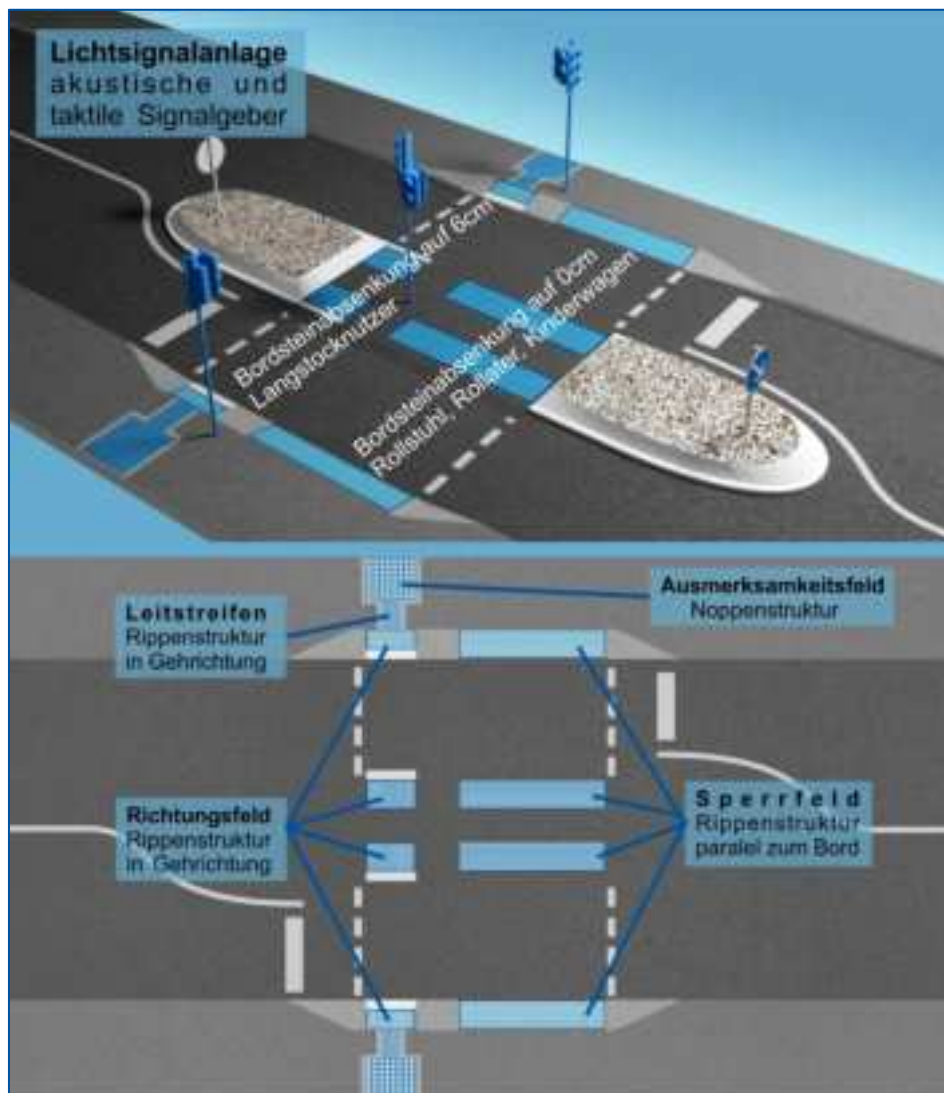 Lichtsignalanlage
akustische und
taktile Signalgeber
Bordsteinabsenkung auf 6cm
Langstocknutzer
Bordsteinabsenkung auf 0cm
Rollstuhl, Rollator, Kinderwagen
Leitstreifen
Rippenstruktur
in Gehrichtung
Ausmerksamkeitsfeld
Noppenstruktur
Richtungsfeld
Rippenstruktur
in Gehrichtung
Sperrfeld
Rippenstruktur
paralel zum Bord